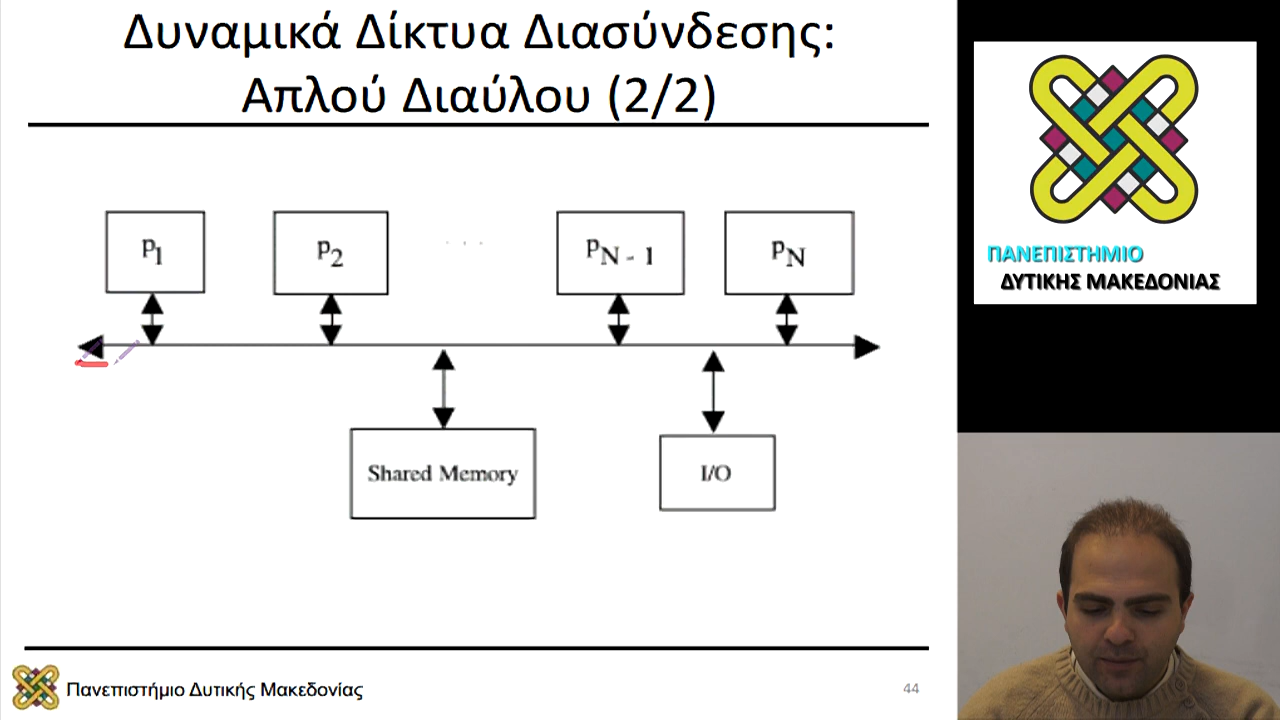 Δυναμικά Δίκτυα Διασύνδεσης:
Απλού Διαύλου (2/2)
P1 P2 . . . PN - 1 PN
Shared Memory I/O
Πανεπιστήμιο Δυτικής Μακεδονίας 44
ΠΑΝΕΠΙΣΤΗΜΙΟ
ΔΥΤΙΚΗΣ ΜΑΚΕΔΟΝΙΑΣ